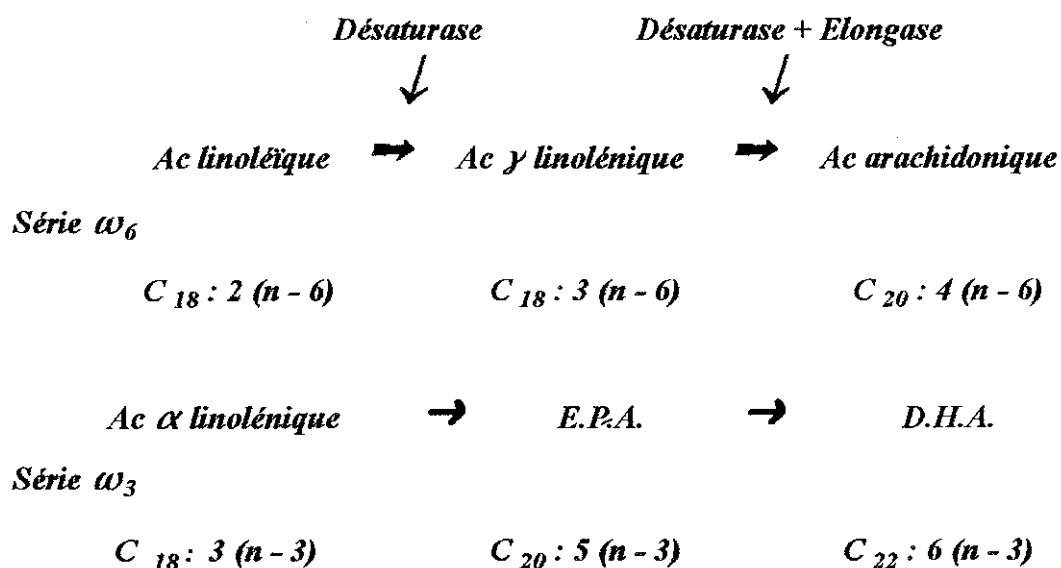 Désaturase Désaturase + Elongase
Ac linoléïque → Ac γ linolénique → Ac arachidonique
Série ω6
C 18 : 2 (n - 6) C 18 : 3 (n - 6) C 20 : 4 (n - 6)
Ac α linolénique → E.P.A. → D.H.A.
Série ω3
C 18 : 3 (n - 3) C 20 : 5 (n - 3) C 22 : 6 (n - 3)